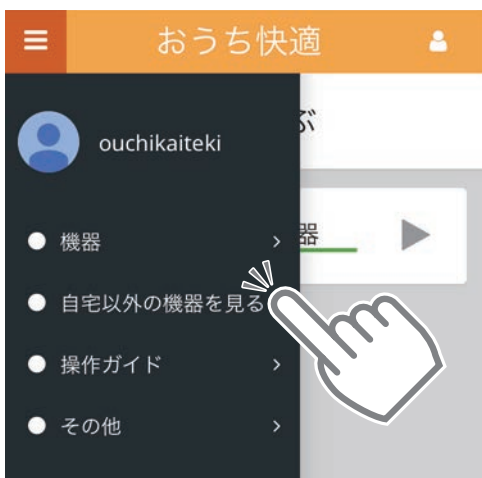 おうち快適
ぶ
ouchikaiteki
機器
器
自宅以外の機器を見る
操作ガイド
その他